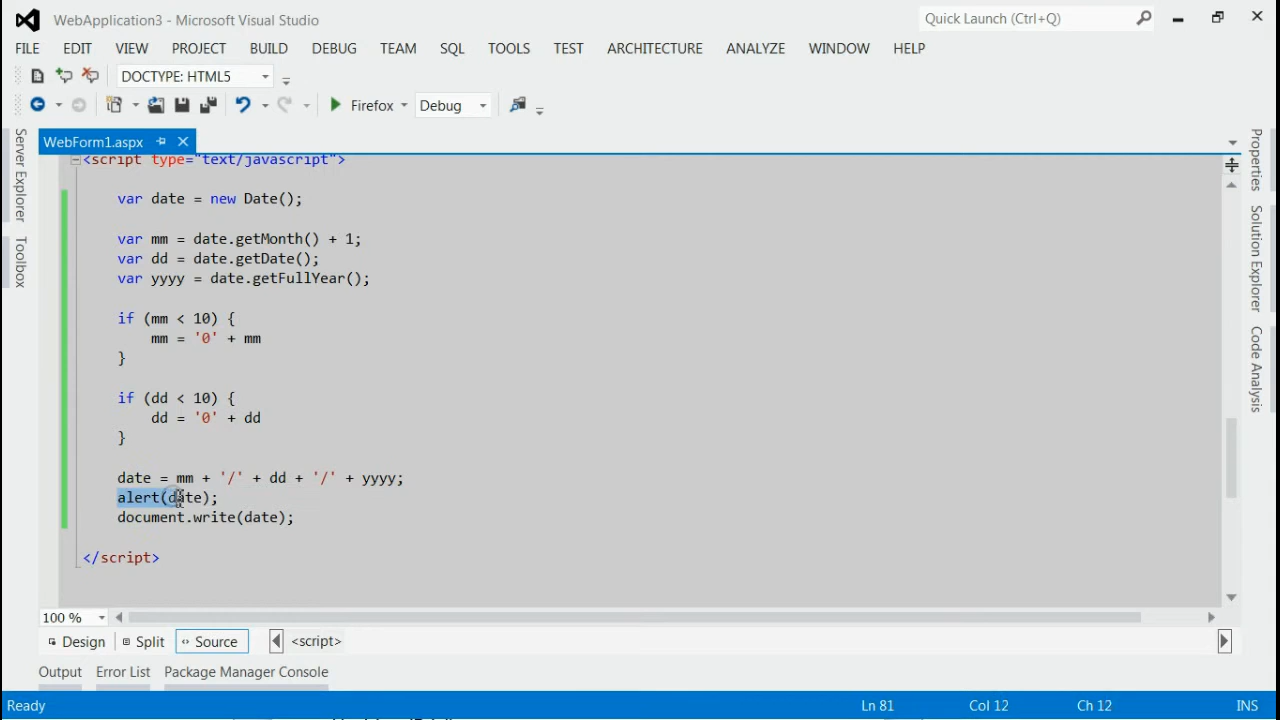 WebApplication3 - Microsoft Visual Studio
Quick Launch (Ctrl+Q)
FILE EDIT VIEW PROJECT BUILD DEBUG TEAM SQL TOOLS TEST ARCHITECTURE ANALYZE WINDOW HELP
DOCTYPE: HTML5
Firefox Debug
Server Explorer
Toolbox
WebForm1.aspx
<script type="text/javascript">
var date = new Date();
var mm = date.getMonth() + 1;
var dd = date.getDate();
var yyyy = date.getFullYear();
if (mm < 10) {
mm = '0' + mm
}
if (dd < 10) {
dd = '0' + dd
}
date = mm + '/' + dd + '/' + yyyy;
alert(date);
document.write(date);
</script>
Properties
Solution Explorer
Code Analysis
100 %
Design Split Source <script>
Output Error List Package Manager Console
Ready Ln 81 Col 12 Ch 12 INS